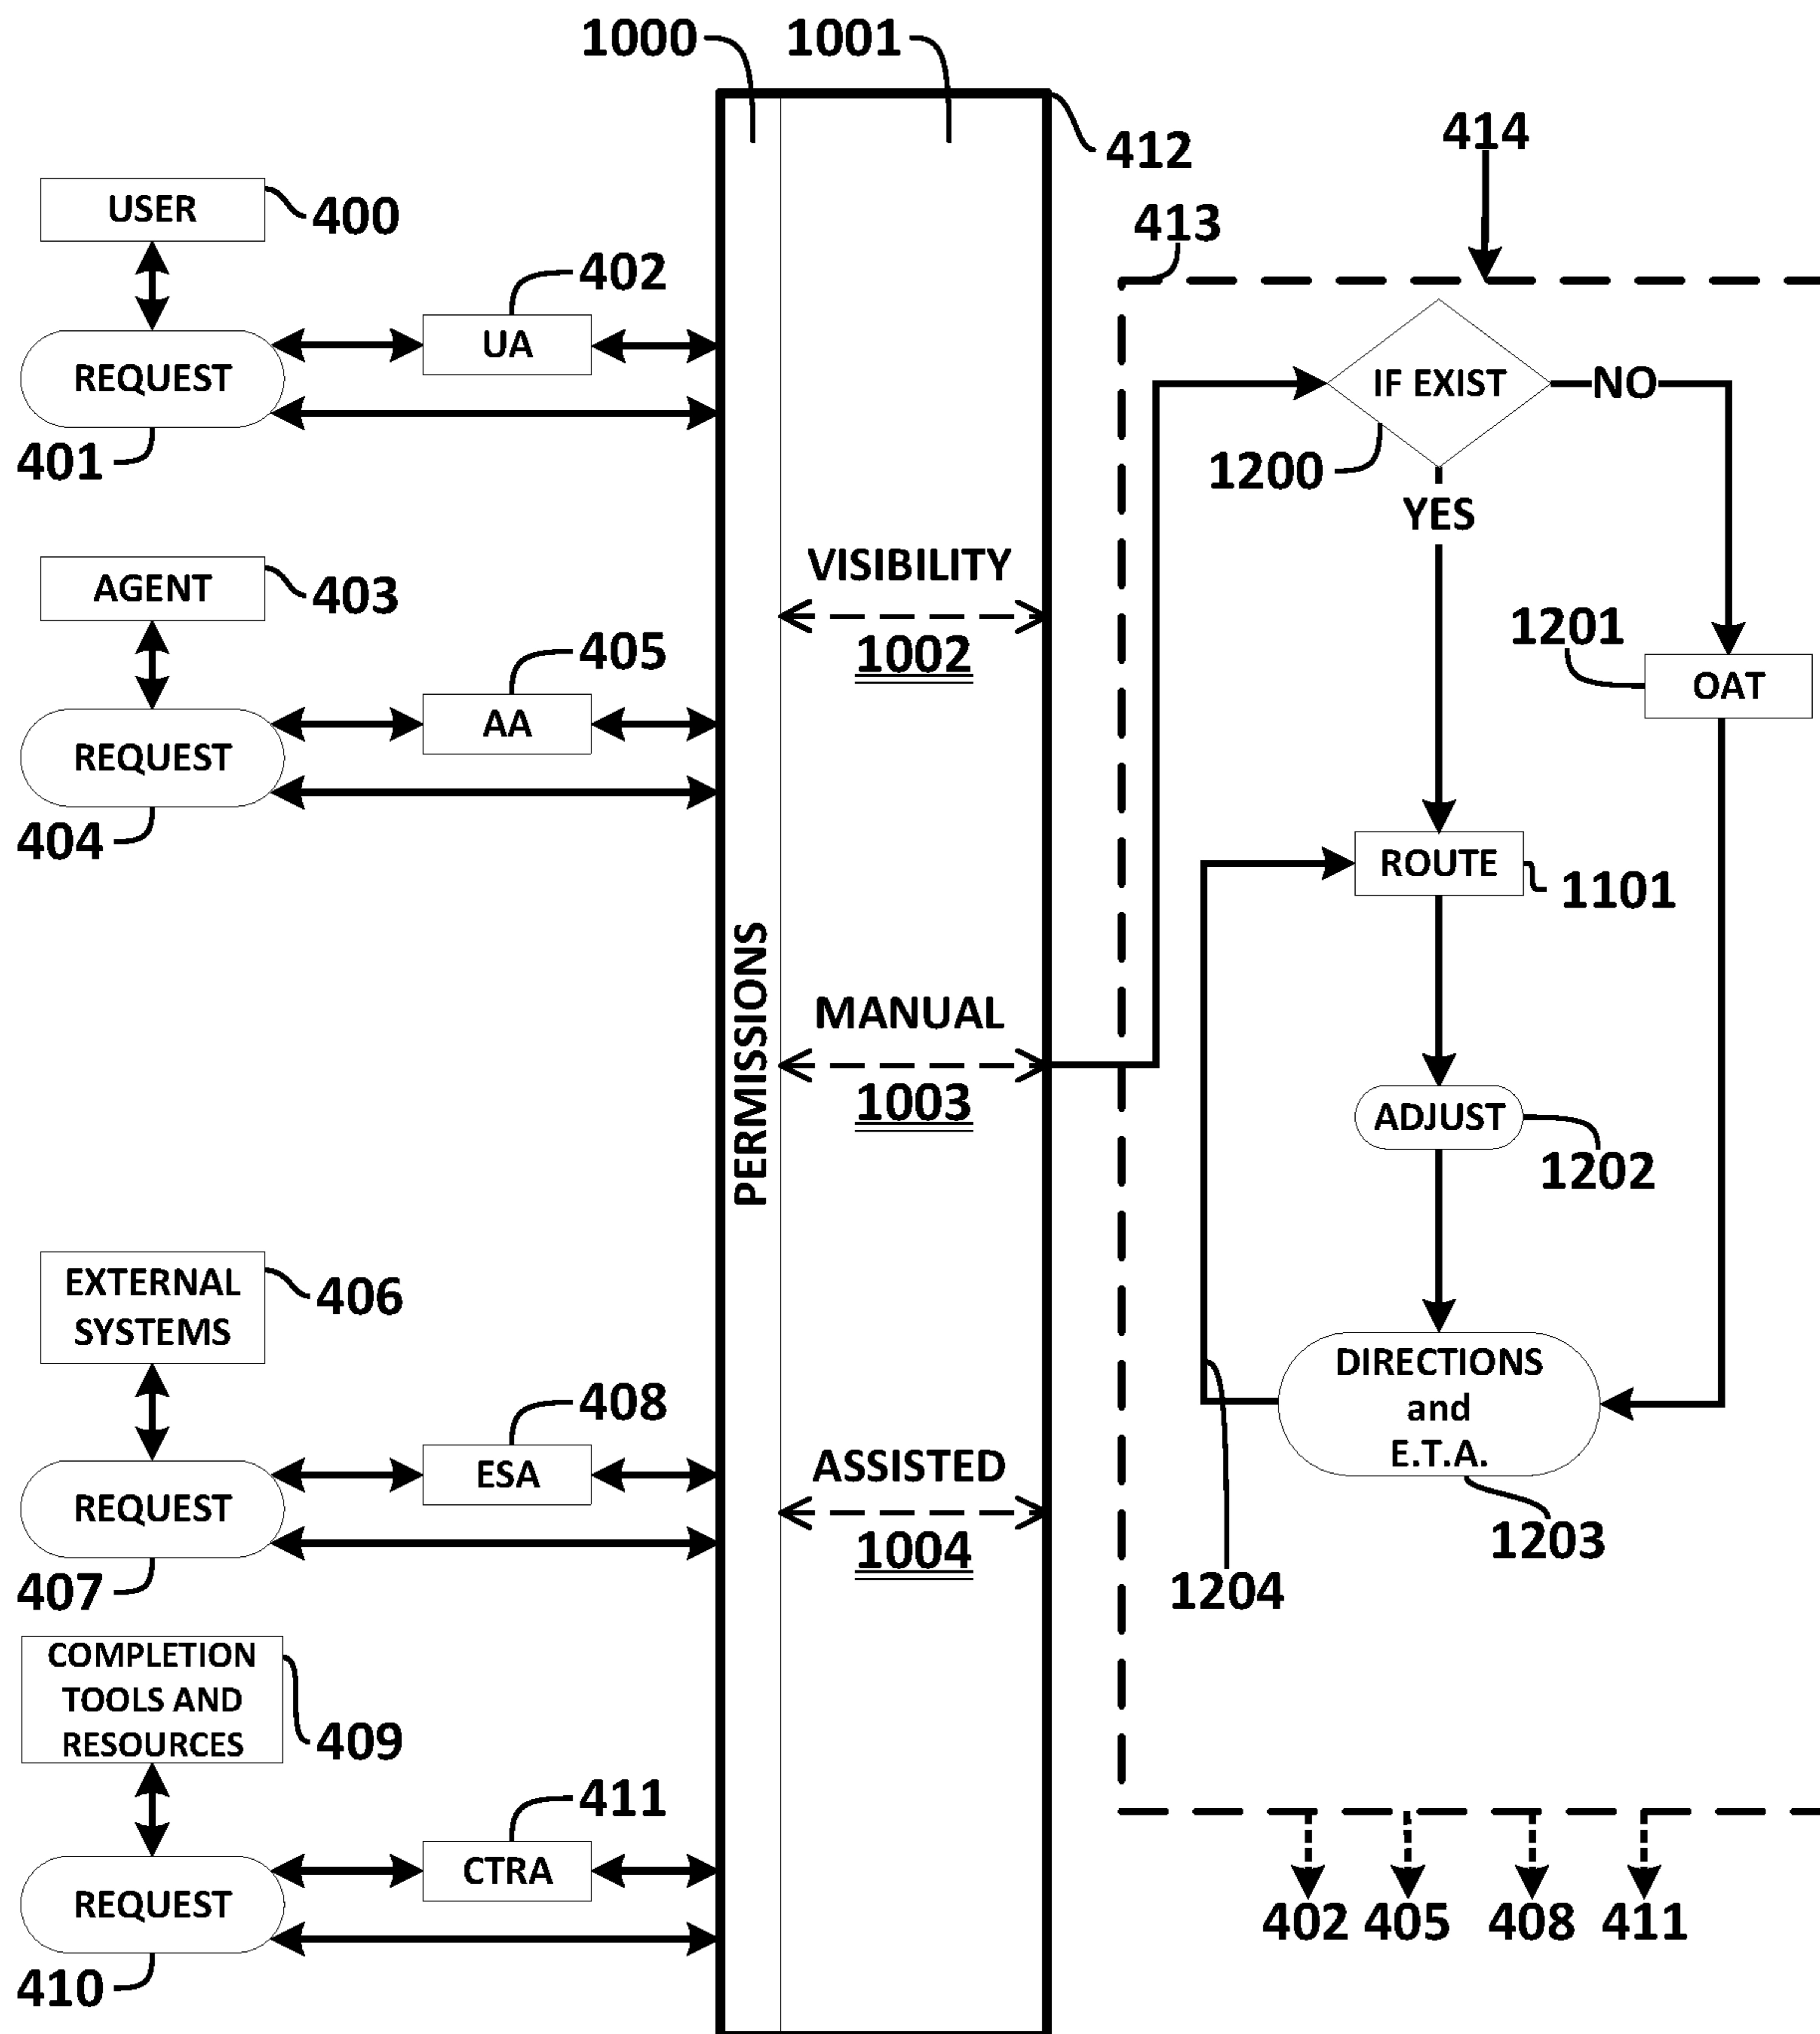 1000
1001
412
414
413
USER
400
402
UA
REQUEST
401
IF EXIST
NO
1200
YES
AGENT
403
VISIBILITY
1002
405
AA
REQUEST
404
1201
OAT
ROUTE
1101
PERMISSIONS
MANUAL
1003
ADJUST
1202
EXTERNAL
SYSTEMS
406
408
ESA
REQUEST
407
ASSISTED
1004
DIRECTIONS
and
E.T.A.
1203
1204
COMPLETION
TOOLS AND
RESOURCES
409
411
CTRA
REQUEST
410
402
405
408
411